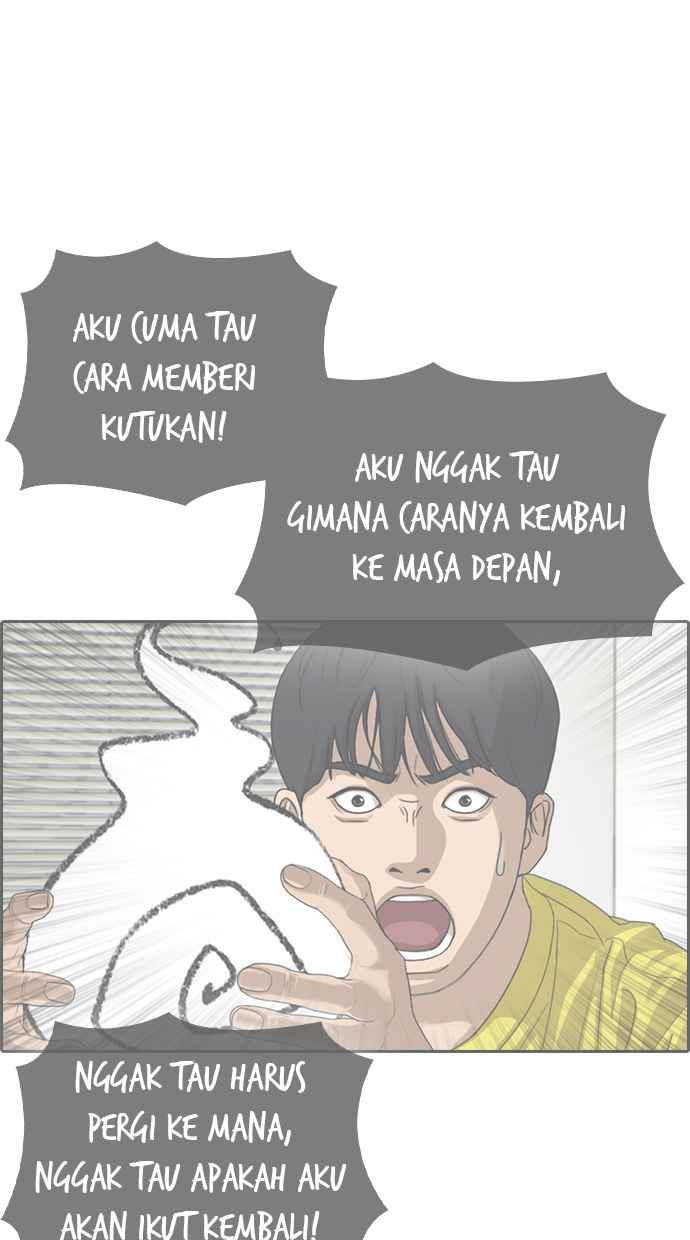 AKU CUMA TAU
CARA MEMBERI
KUTUKAN!
AKU NGGAK TAU
GIMANA CARANYA KEMBALI
KE MASA DEPAN,
NGGAK TAU HARUS
PERGI KE MANA,
NGGAK TAU APAKAH AKU
AKAN IKUT KEMBALI!